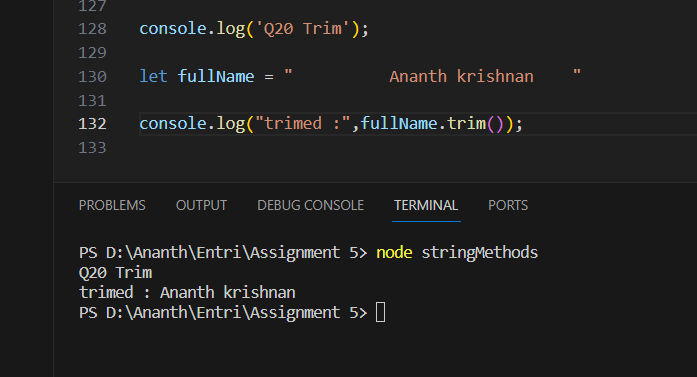 127
128 console.log('Q20 Trim');
129
130 let fullName = "          Ananth krishnan    "
131
132 console.log("trimed :",fullName.trim());
133
PROBLEMS OUTPUT DEBUG CONSOLE TERMINAL PORTS
PS D:\Ananth\Entri\Assignment 5> node stringMethods
Q20 Trim
trimed : Ananth krishnan
PS D:\Ananth\Entri\Assignment 5>